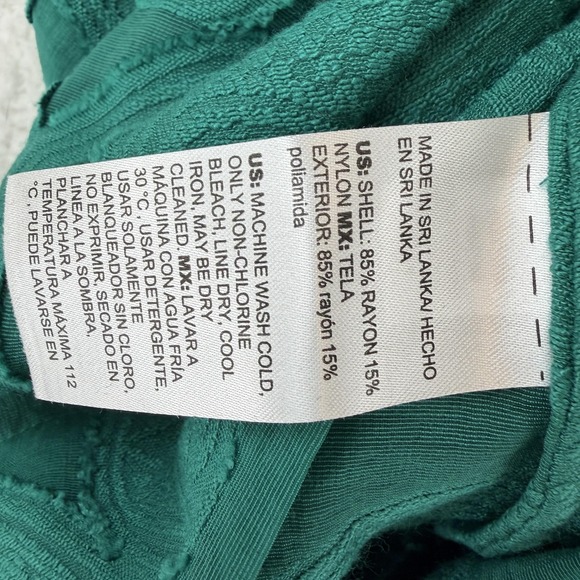 MADE IN SRI LANKA/ HECHO
EN SRI LANKA
US: SHELL: 85% RAYON 15%
NYLON MX: TELA
EXTERIOR: 85% rayón 15%
poliamida
US: MACHINE WASH COLD,
ONLY NON-CHLORINE
BLEACH, LINE DRY, COOL
IRON, MAY BE DRY
CLEANED. MX: LAVAR A
MÁQUINA CON AGUA FRIA
30 °C, USAR DETERGENTE,
USAR SOLAMENTE
BLANQUEADOR SIN CLORO,
NO EXPRIMIR, SECADO EN
LINEA A LA SOMBRA,
PLANCHAR A
TEMPERATURA MÁXIMA 112
°C, PUEDE LAVARSE EN